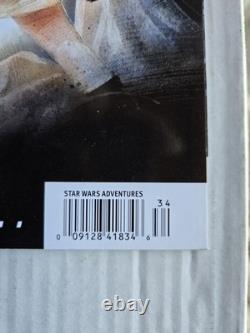 STAR WARS ADVENTURES
34
0 09128 41834 6
..